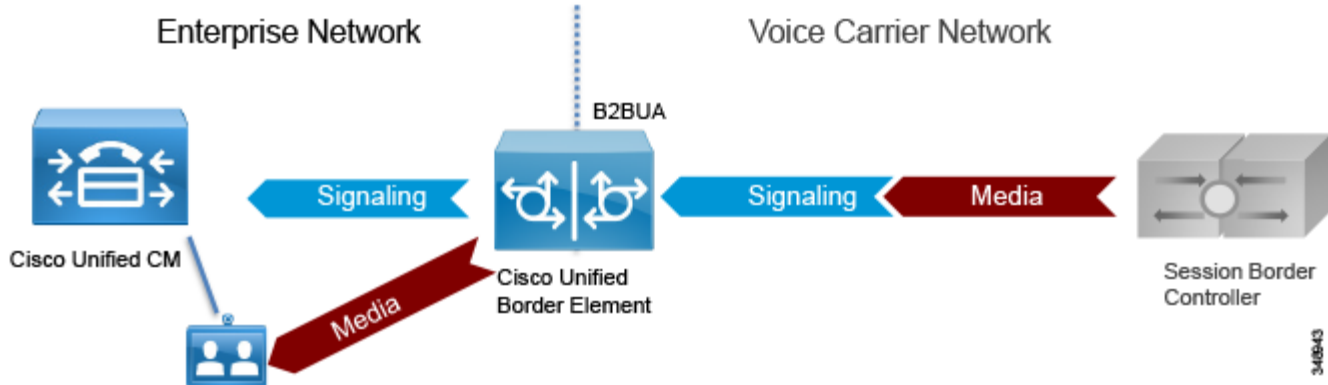 Enterprise Network
Voice Carrier Network
B2BUA
Signaling
Signaling
Media
Cisco Unified CM
Media
Cisco Unified
Border Element
Session Border
Controller
348943